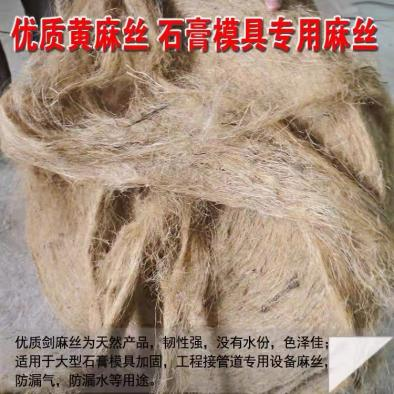 优质黄麻丝 石膏模具专用麻丝
优质剑麻丝为天然产品，韧性强，没有水份，色泽佳；
适用于大型石膏模具加固，工程接管道专用设备麻丝，
防漏气，防漏水等用途。